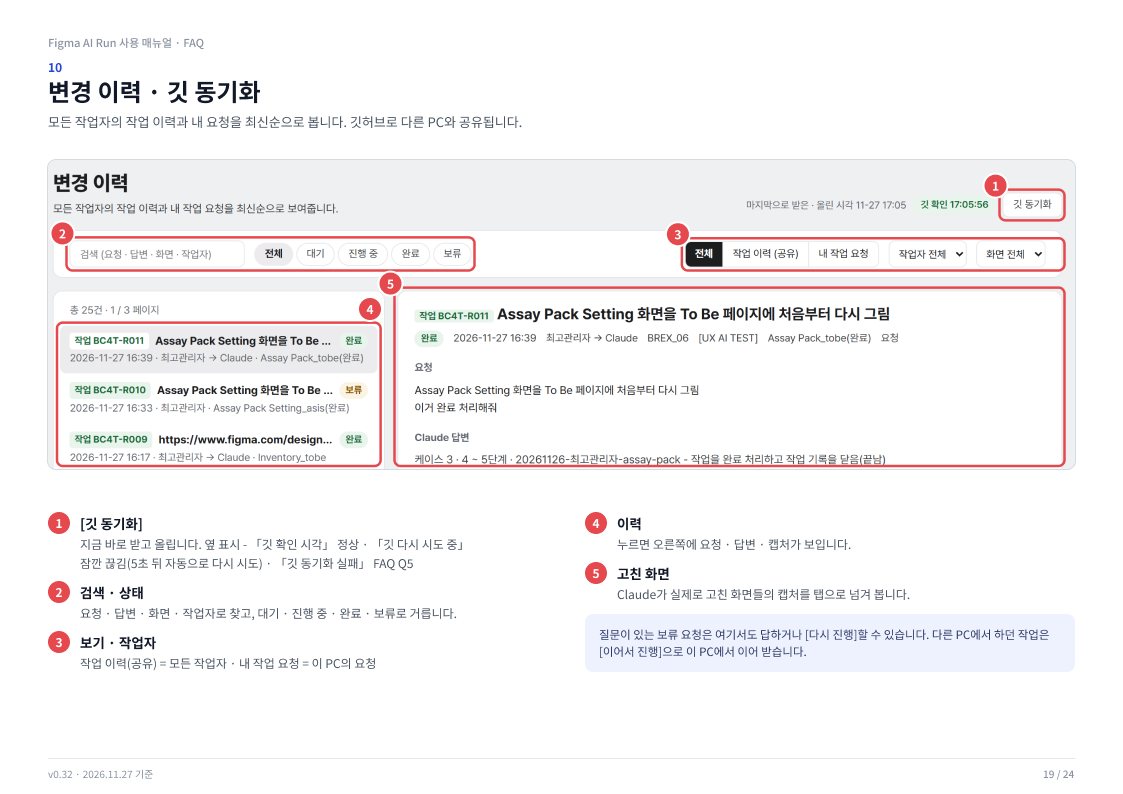 Figma AI Run 사용 매뉴얼 · FAQ
10
변경 이력 · 깃 동기화
모든 작업자의 작업 이력과 내 요청을 최신순으로 봅니다. 깃허브로 다른 PC와 공유됩니다.
변경 이력
모든 작업자의 작업 이력과 내 작업 요청을 최신순으로 보여줍니다.
마지막으로 받은 · 올린 시각 11-27 17:05 깃 확인 17:05:56 깃 동기화
1
2
검색 (요청 · 답변 · 화면 · 작업자) 전체 대기 진행 중 완료 보류
3
전체 작업 이력 (공유) 내 작업 요청 작업자 전체 화면 전체
총 25건 · 1 / 3 페이지
4
작업 BC4T-R011 Assay Pack Setting 화면을 To Be ... 완료
2026-11-27 16:39 · 최고관리자 → Claude · Assay Pack_tobe(완료)
작업 BC4T-R010 Assay Pack Setting 화면을 To Be ... 보류
2026-11-27 16:33 · 최고관리자 · Assay Pack Setting_asis(완료)
작업 BC4T-R009 https://www.figma.com/design... 완료
2026-11-27 16:17 · 최고관리자 → Claude · Inventory_tobe
5
작업 BC4T-R011 Assay Pack Setting 화면을 To Be 페이지에 처음부터 다시 그림
완료 2026-11-27 16:39 최고관리자 → Claude BREX_06 [UX AI TEST] Assay Pack_tobe(완료) 요청
요청
Assay Pack Setting 화면을 To Be 페이지에 처음부터 다시 그림
이거 완료 처리해줘
Claude 답변
케이스 3 · 4 ~ 5단계 · 20261126-최고관리자-assay-pack - 작업을 완료 처리하고 작업 기록을 닫음(끝남)
1 [깃 동기화]
지금 바로 받고 올립니다. 옆 표시 - 「깃 확인 시각」 정상 · 「깃 다시 시도 중」
잠깐 끊김(5초 뒤 자동으로 다시 시도) · 「깃 동기화 실패」 FAQ Q5
2 검색 · 상태
요청 · 답변 · 화면 · 작업자로 찾고, 대기 · 진행 중 · 완료 · 보류로 거릅니다.
3 보기 · 작업자
작업 이력(공유) = 모든 작업자 · 내 작업 요청 = 이 PC의 요청
4 이력
누르면 오른쪽에 요청 · 답변 · 캡처가 보입니다.
5 고친 화면
Claude가 실제로 고친 화면들의 캡처를 탭으로 넘겨 봅니다.
질문이 있는 보류 요청은 여기서도 답하거나 [다시 진행]할 수 있습니다. 다른 PC에서 하던 작업은
[이어서 진행]으로 이 PC에서 이어 받습니다.
v0.32 · 2026.11.27 기준
19 / 24